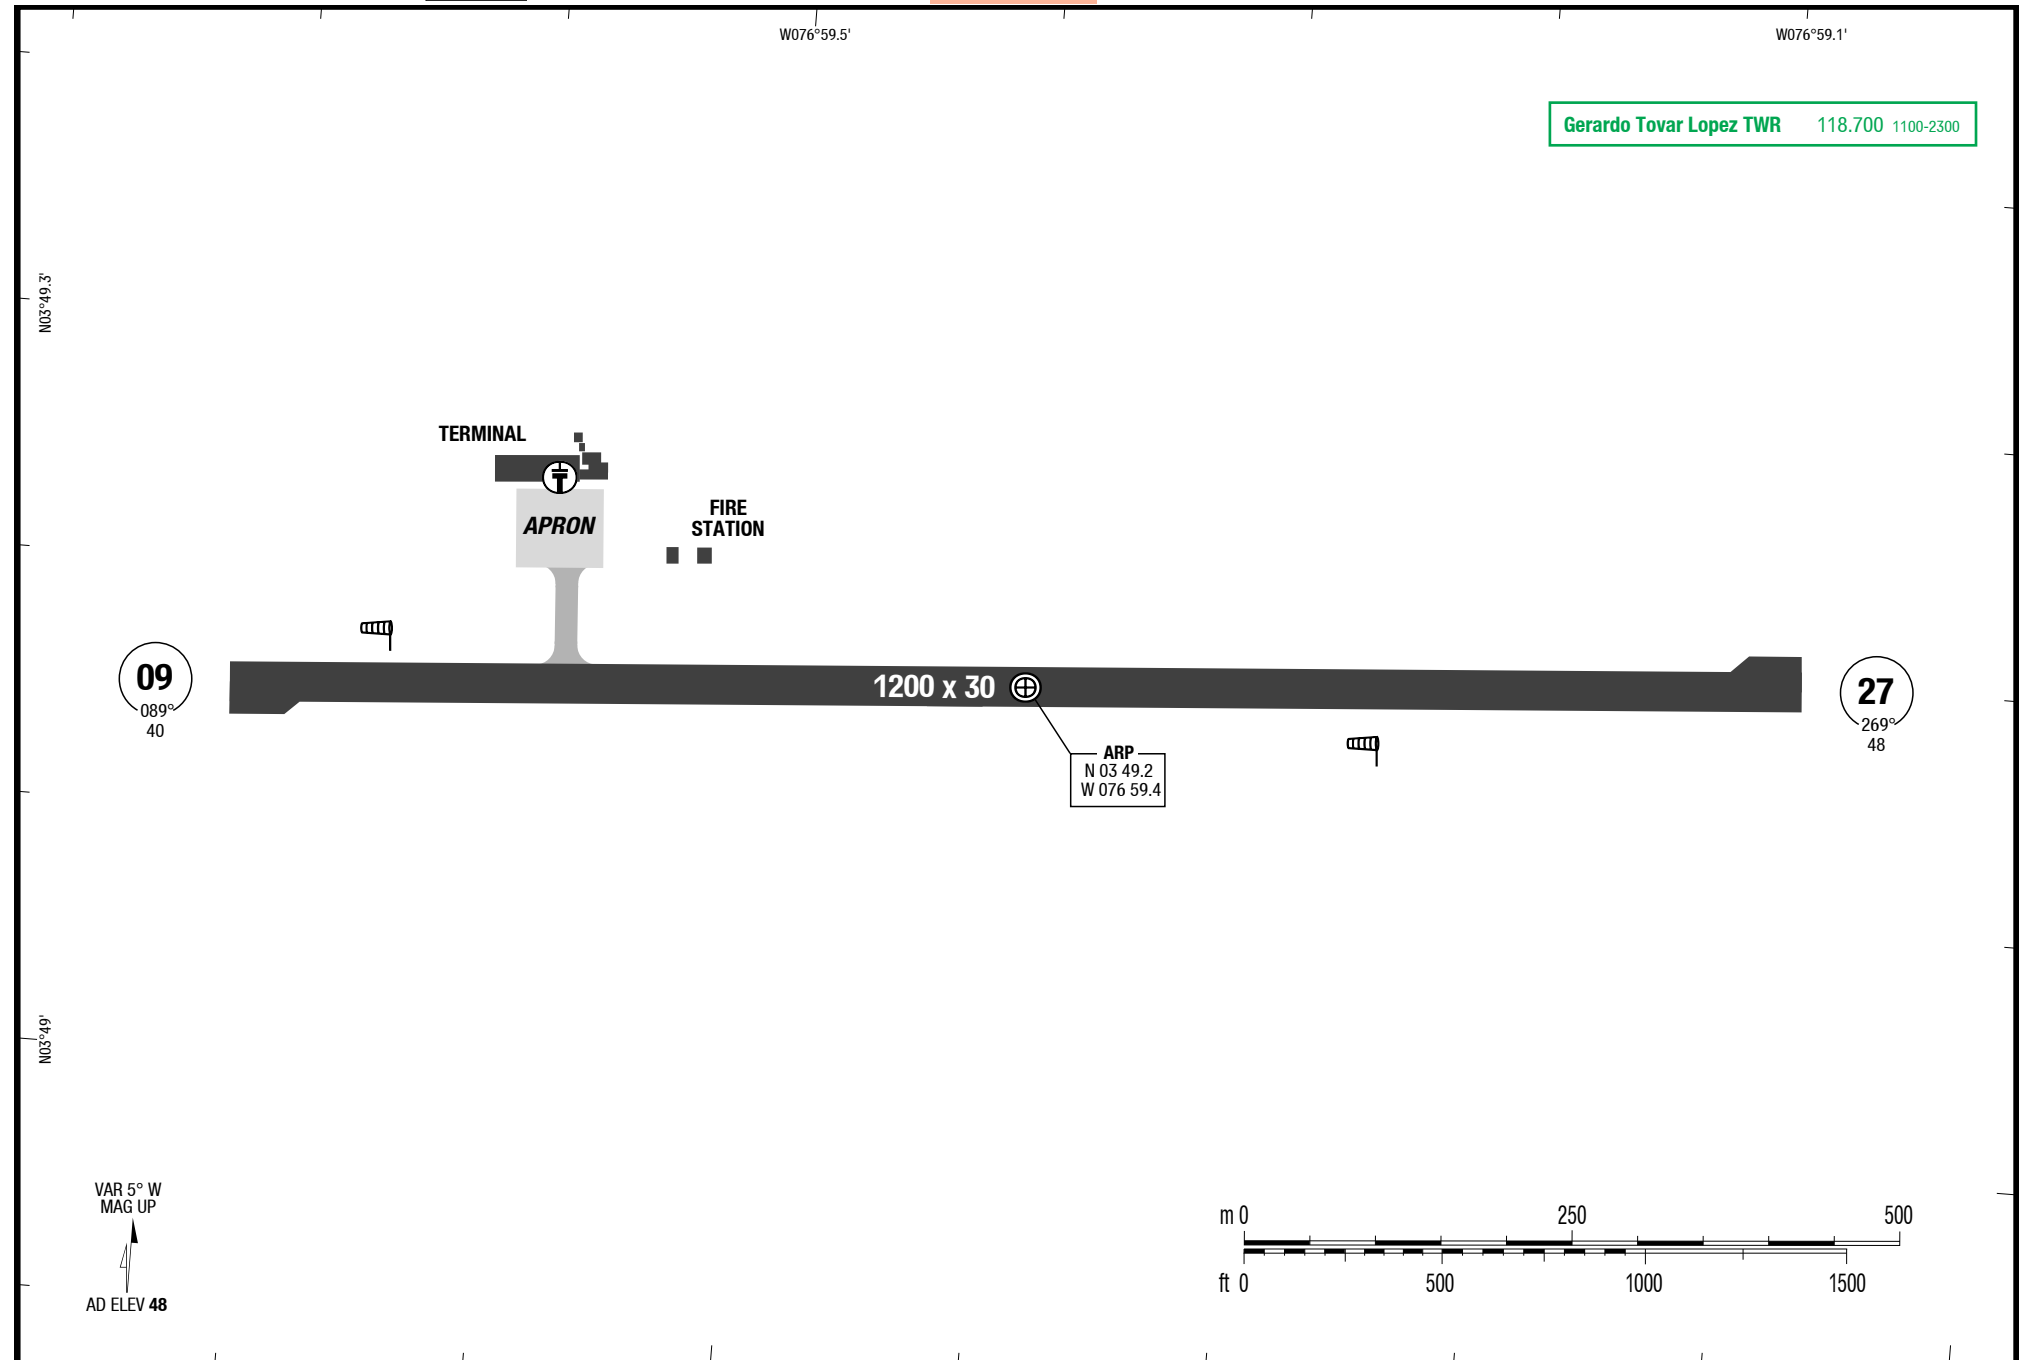 W076°59.5'
W076°59.1'
Gerardo Tovar Lopez TWR 118.700 1100-2300
N03°49.3'
TERMINAL
FIRE
STATION
APRON
09
089°
40
1200 x 30
27
269°
48
ARP
N 03 49.2
W 076 59.4
N03°49'
VAR 5° W
MAG UP
AD ELEV 48
m 0 250 500
ft 0 500 1000 1500